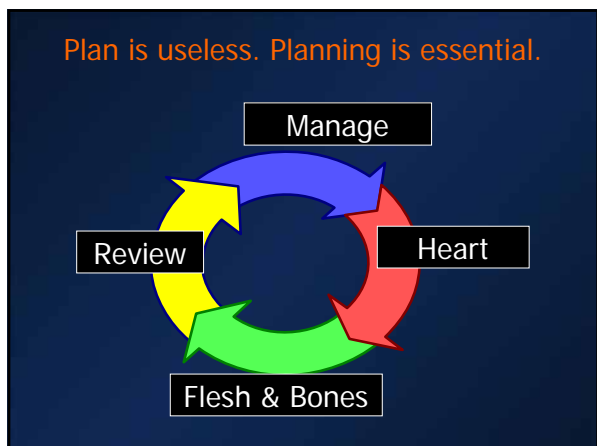 Plan is useless. Planning is essential.
Manage
Review
Heart
Flesh & Bones